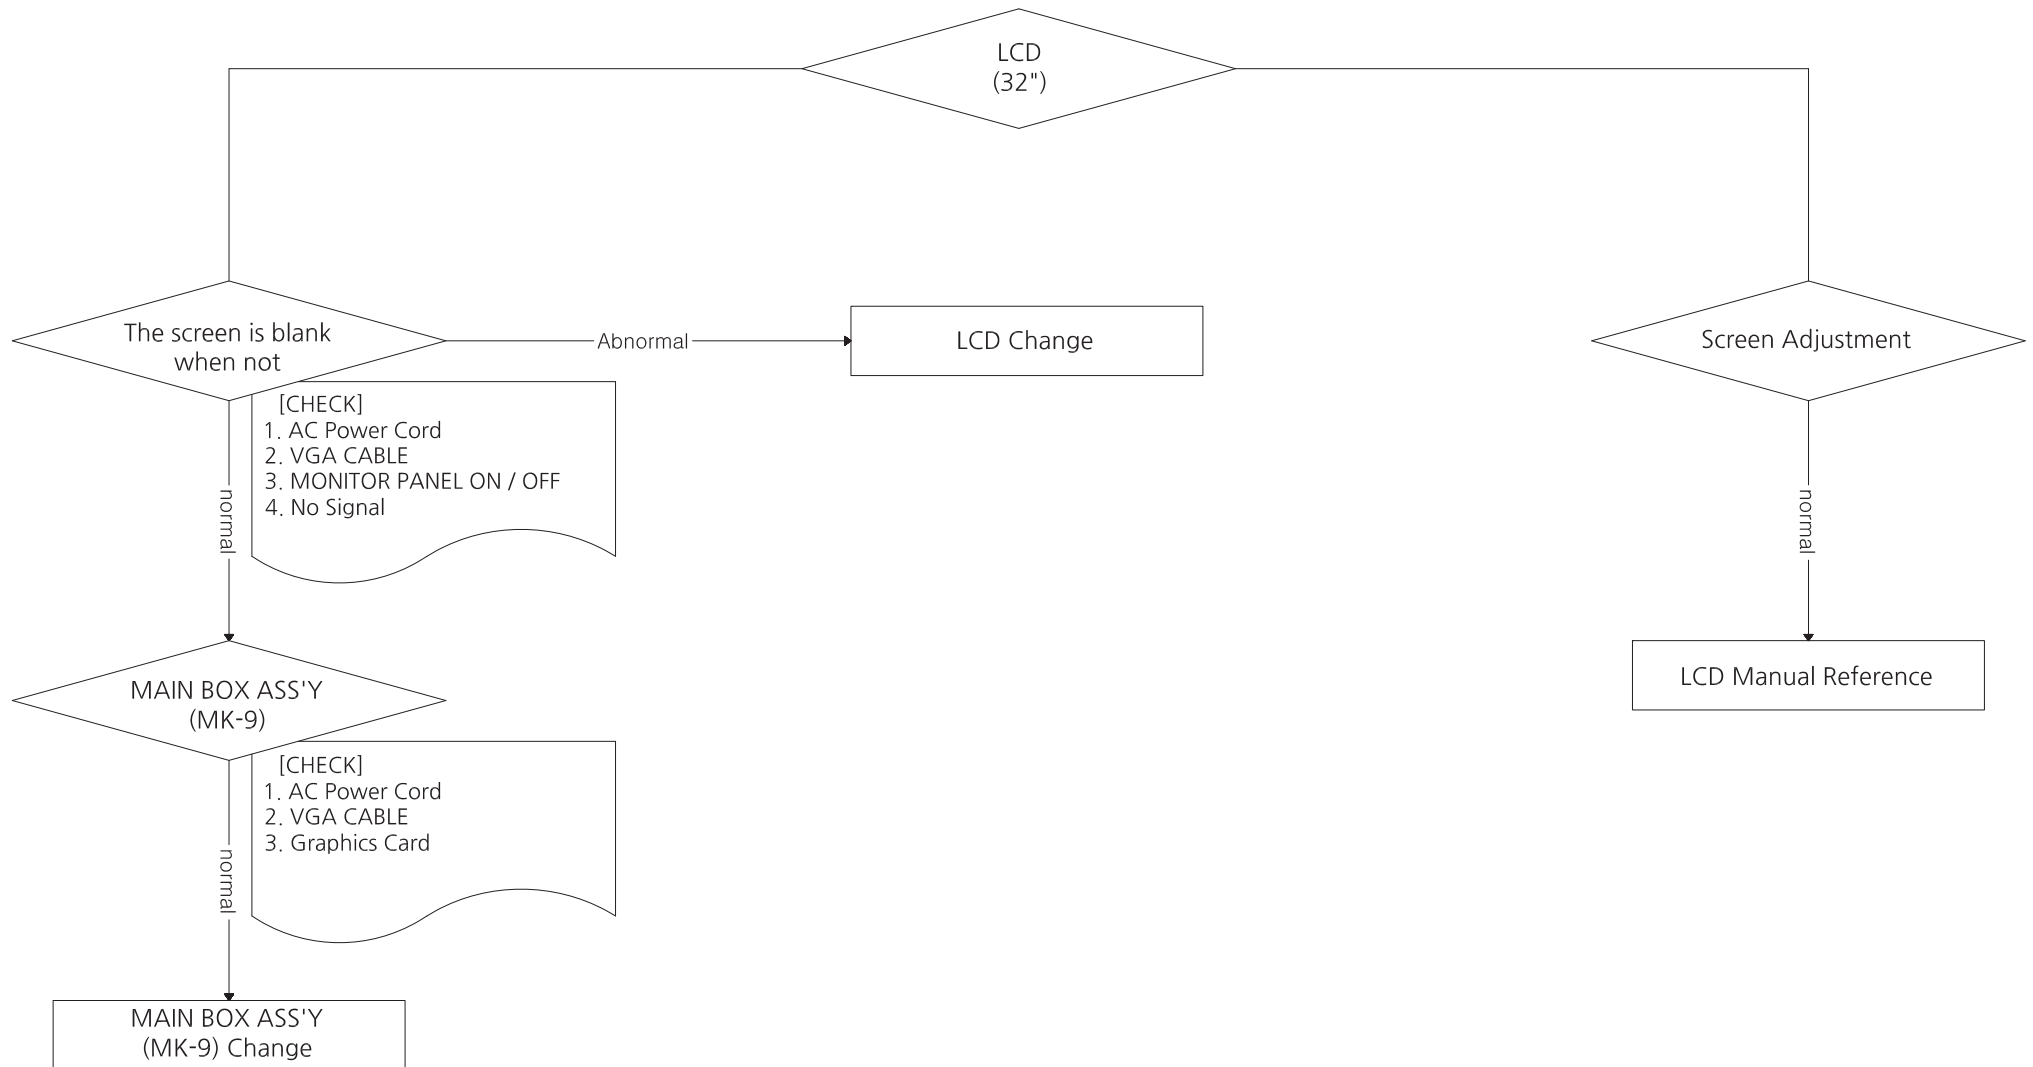 LCD
(32")
The screen is blank
when not
Abnormal
LCD Change
Screen Adjustment
[CHECK]
1. AC Power Cord
2. VGA CABLE
3. MONITOR PANEL ON / OFF
4. No Signal
normal
normal
MAIN BOX ASS'Y
(MK-9)
LCD Manual Reference
[CHECK]
1. AC Power Cord
2. VGA CABLE
3. Graphics Card
normal
MAIN BOX ASS'Y
(MK-9) Change